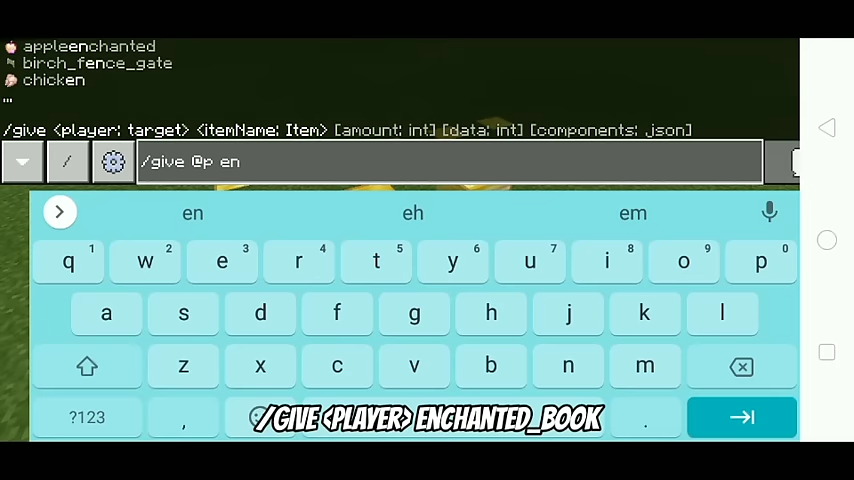 appleenchanted
birch_fence_gate
chicken
...
/give <player: target> <itemName: Item> [amount: int] [data: int] [components: json]
/ /give @p en
en eh em
q 1 w 2 e 3 r 4 t 5 y 6 u 7 i 8 o 9 p 0
a s d f g h j k l
z x c v b n m
?123 , .
/GIVE <PLAYER> ENCHANTED_BOOK